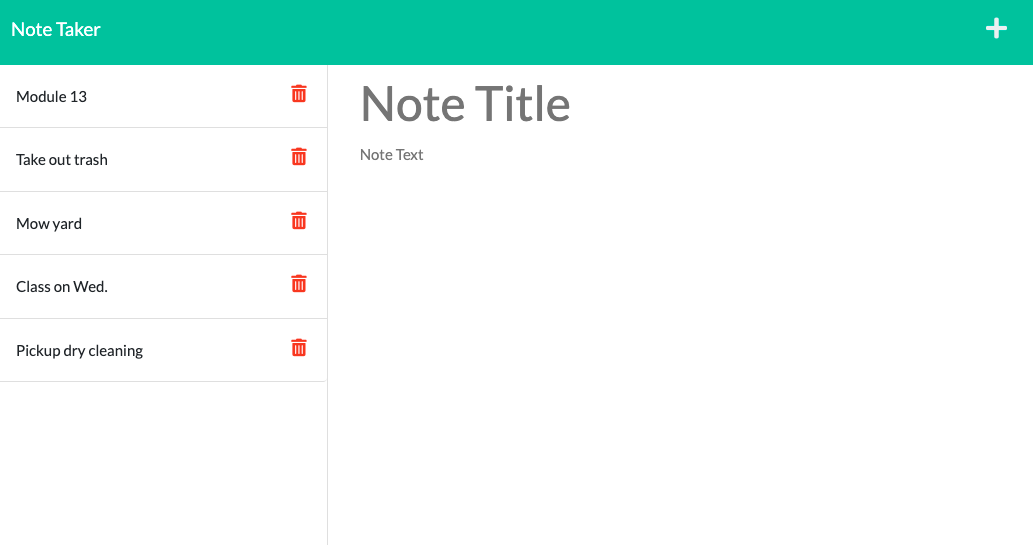 Note Taker
Module 13
Take out trash
Mow yard
Class on Wed.
Pickup dry cleaning
Note Title
Note Text